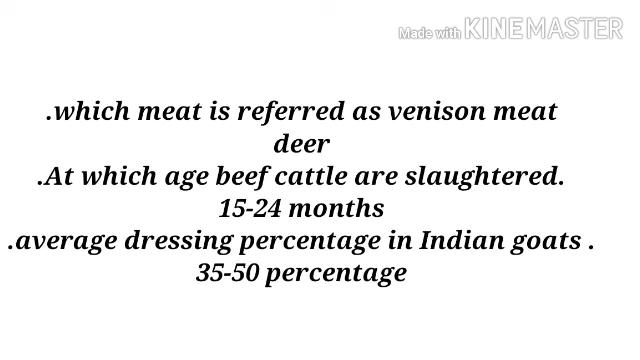 Made with KINEMASTER
.which meat is referred as venison meat
deer
.At which age beef cattle are slaughtered.
15-24 months
.average dressing percentage in Indian goats .
35-50 percentage